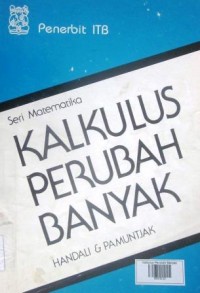 Penerbit ITB
Seri Matematika
KALKULUS
PERUBAH
BANYAK
HANDALI & PAMUNTJAK